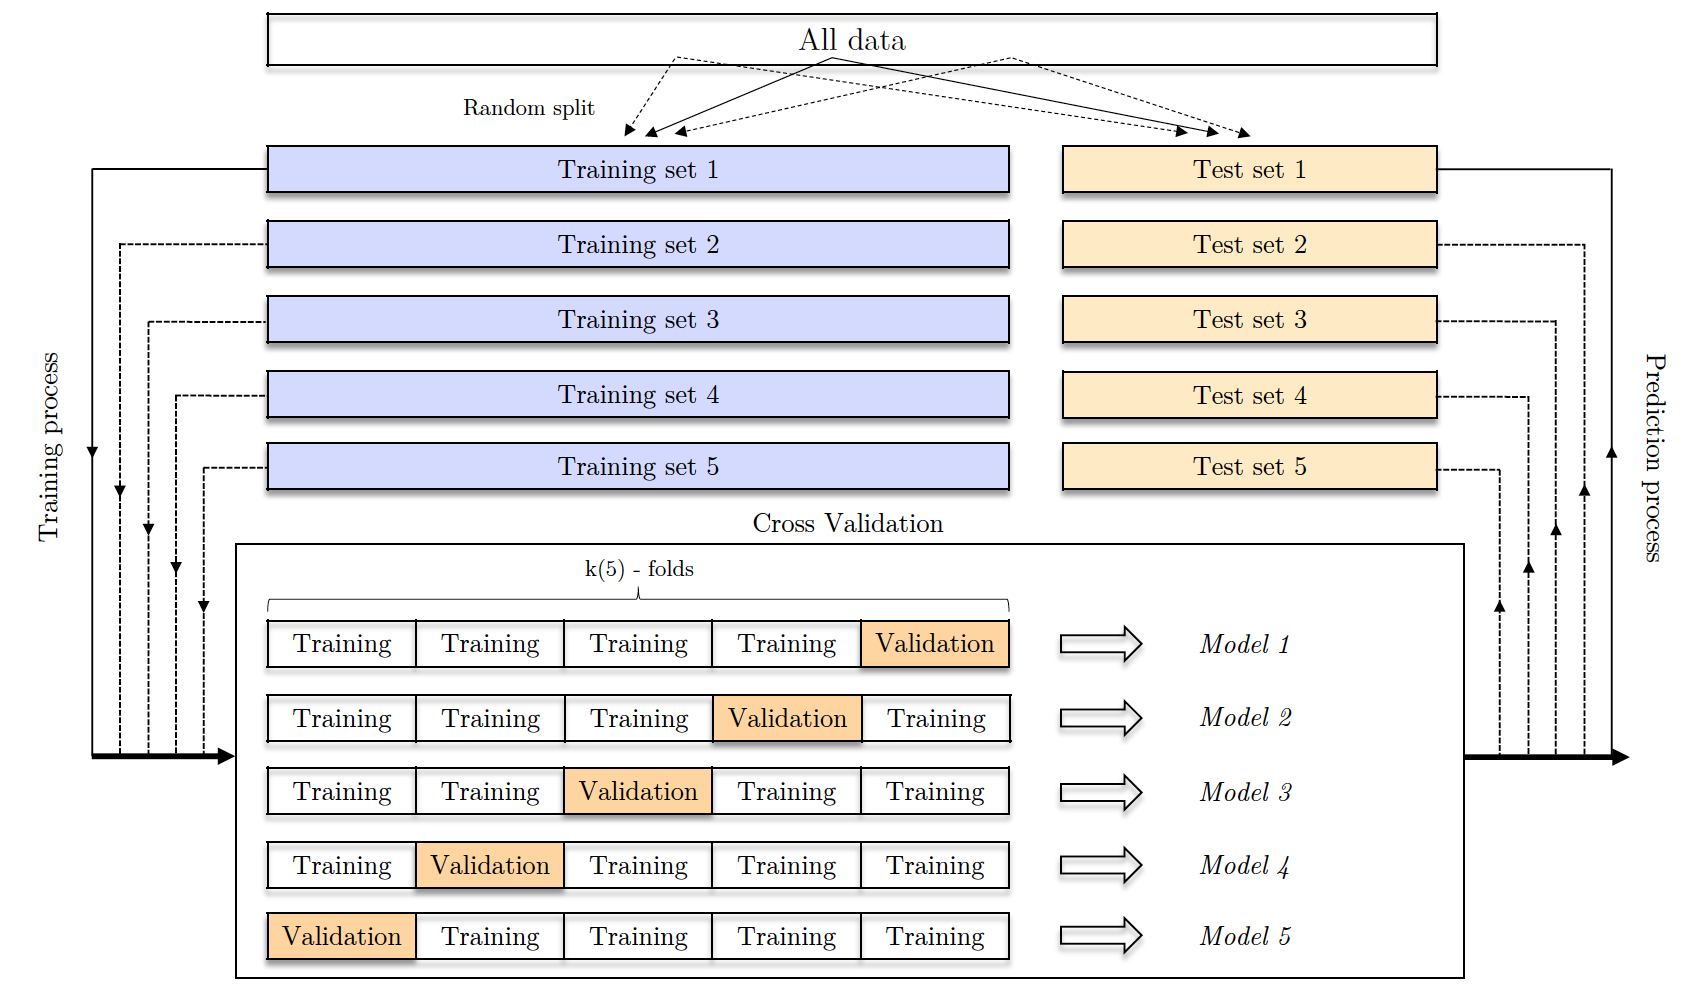 All data
Random split
Training set 1 Test set 1
Training set 2 Test set 2
Training set 3 Test set 3
Training set 4 Test set 4
Training set 5 Test set 5
Training process
Prediction process
Cross Validation
k(5) - folds
Training Training Training Training Validation Model 1
Training Training Training Validation Training Model 2
Training Training Validation Training Training Model 3
Training Validation Training Training Training Model 4
Validation Training Training Training Training Model 5